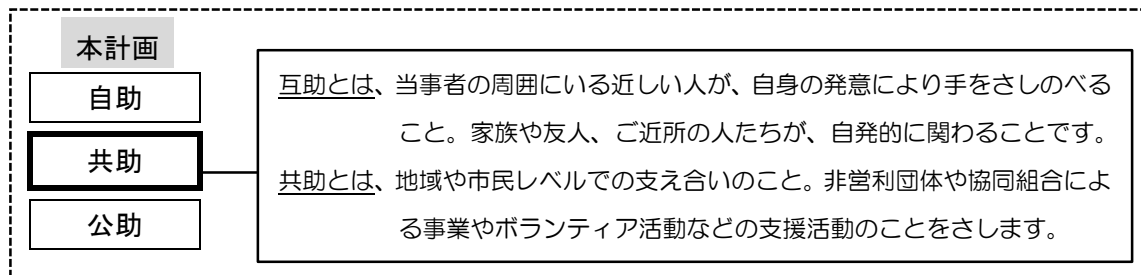 本計画
自助
共助
公助
互助とは、当事者の周囲にいる近しい人が、自身の発意により手をさしのべる
こと。家族や友人、ご近所の人たちが、自発的に関わることです。
共助とは、地域や市民レベルでの支え合いのこと。非営利団体や協同組合によ
る事業やボランティア活動などの支援活動のことをさします。